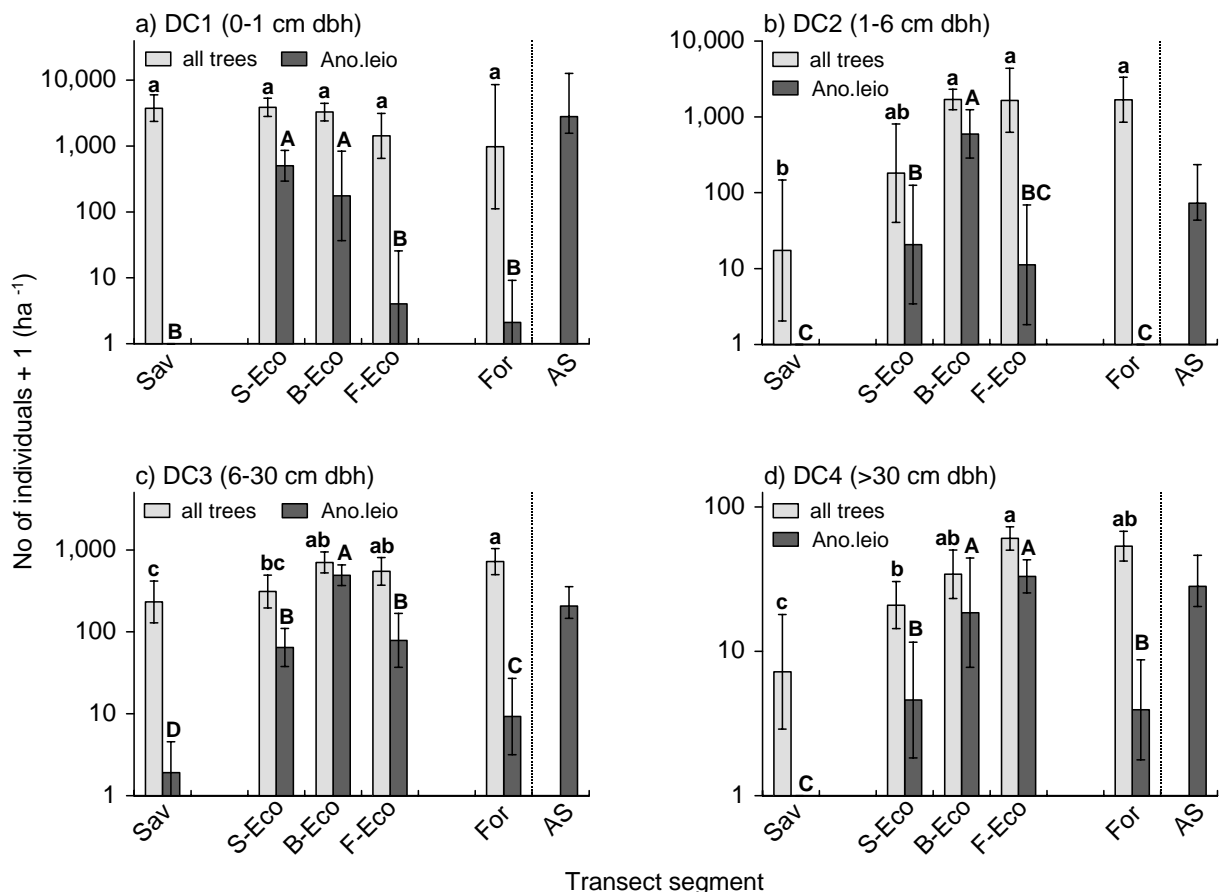 a) DC1 (0-1 cm dbh)
all trees Ano.leio
10,000
1,000
100
10
1
a a a a a
A A B B
B
Sav S-Eco B-Eco F-Eco For AS
b) DC2 (1-6 cm dbh)
all trees
Ano.leio
10,000
1,000
100
10
1
b ab a a a
B A BC
C C
Sav S-Eco B-Eco F-Eco For AS
No of individuals + 1 (ha -1)
c) DC3 (6-30 cm dbh)
all trees Ano.leio
1,000
100
10
1
c bc ab ab a
D B A B C
Sav S-Eco B-Eco F-Eco For AS
d) DC4 (>30 cm dbh)
all trees
Ano.leio
100
10
1
c b ab a ab
C B A A B
Sav S-Eco B-Eco F-Eco For AS
Transect segment